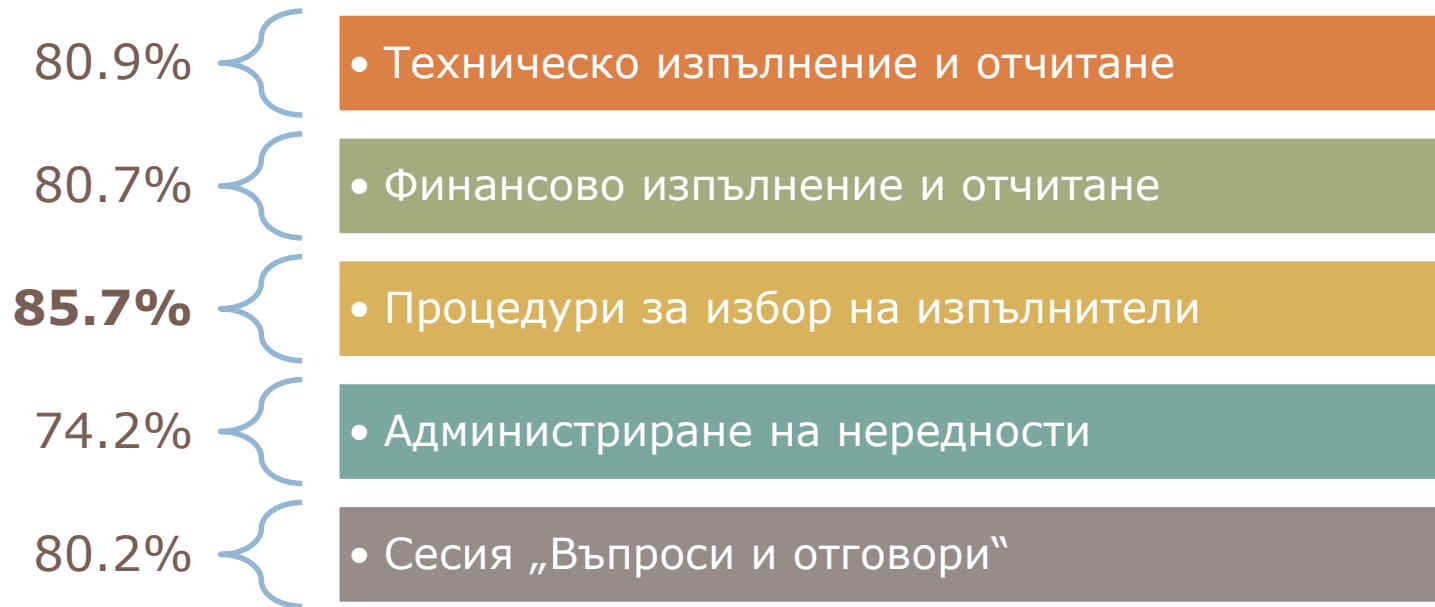 80.9% • Техническо изпълнение и отчитане
80.7% • Финансово изпълнение и отчитане
85.7% • Процедури за избор на изпълнители
74.2% • Администриране на нередности
80.2% • Сесия „Въпроси и отговори“